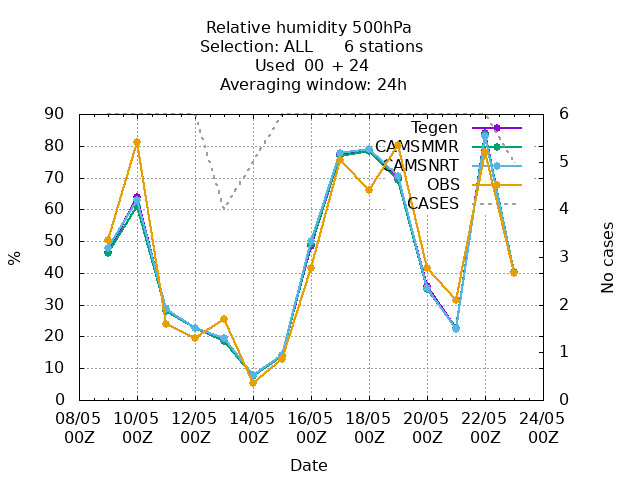 Relative humidity 500hPa
Selection: ALL 6 stations
Used 00 + 24
Averaging window: 24h
90 6
Tegen
80 CAMSMMR
5
70 CAMSNRT
OBS
60 CASES 4
50
3
40
30
2
20
1
10
0 0
%
No cases
08/05 10/05 12/05 14/05 16/05 18/05 20/05 22/05 24/05
00Z 00Z 00Z 00Z 00Z 00Z 00Z 00Z 00Z
Date